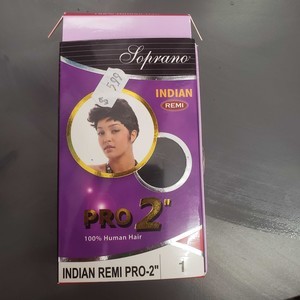 Soprano
5.99
INDIAN
REMI
PRO 2"
100% Human Hair
INDIAN REMI PRO-2" 1